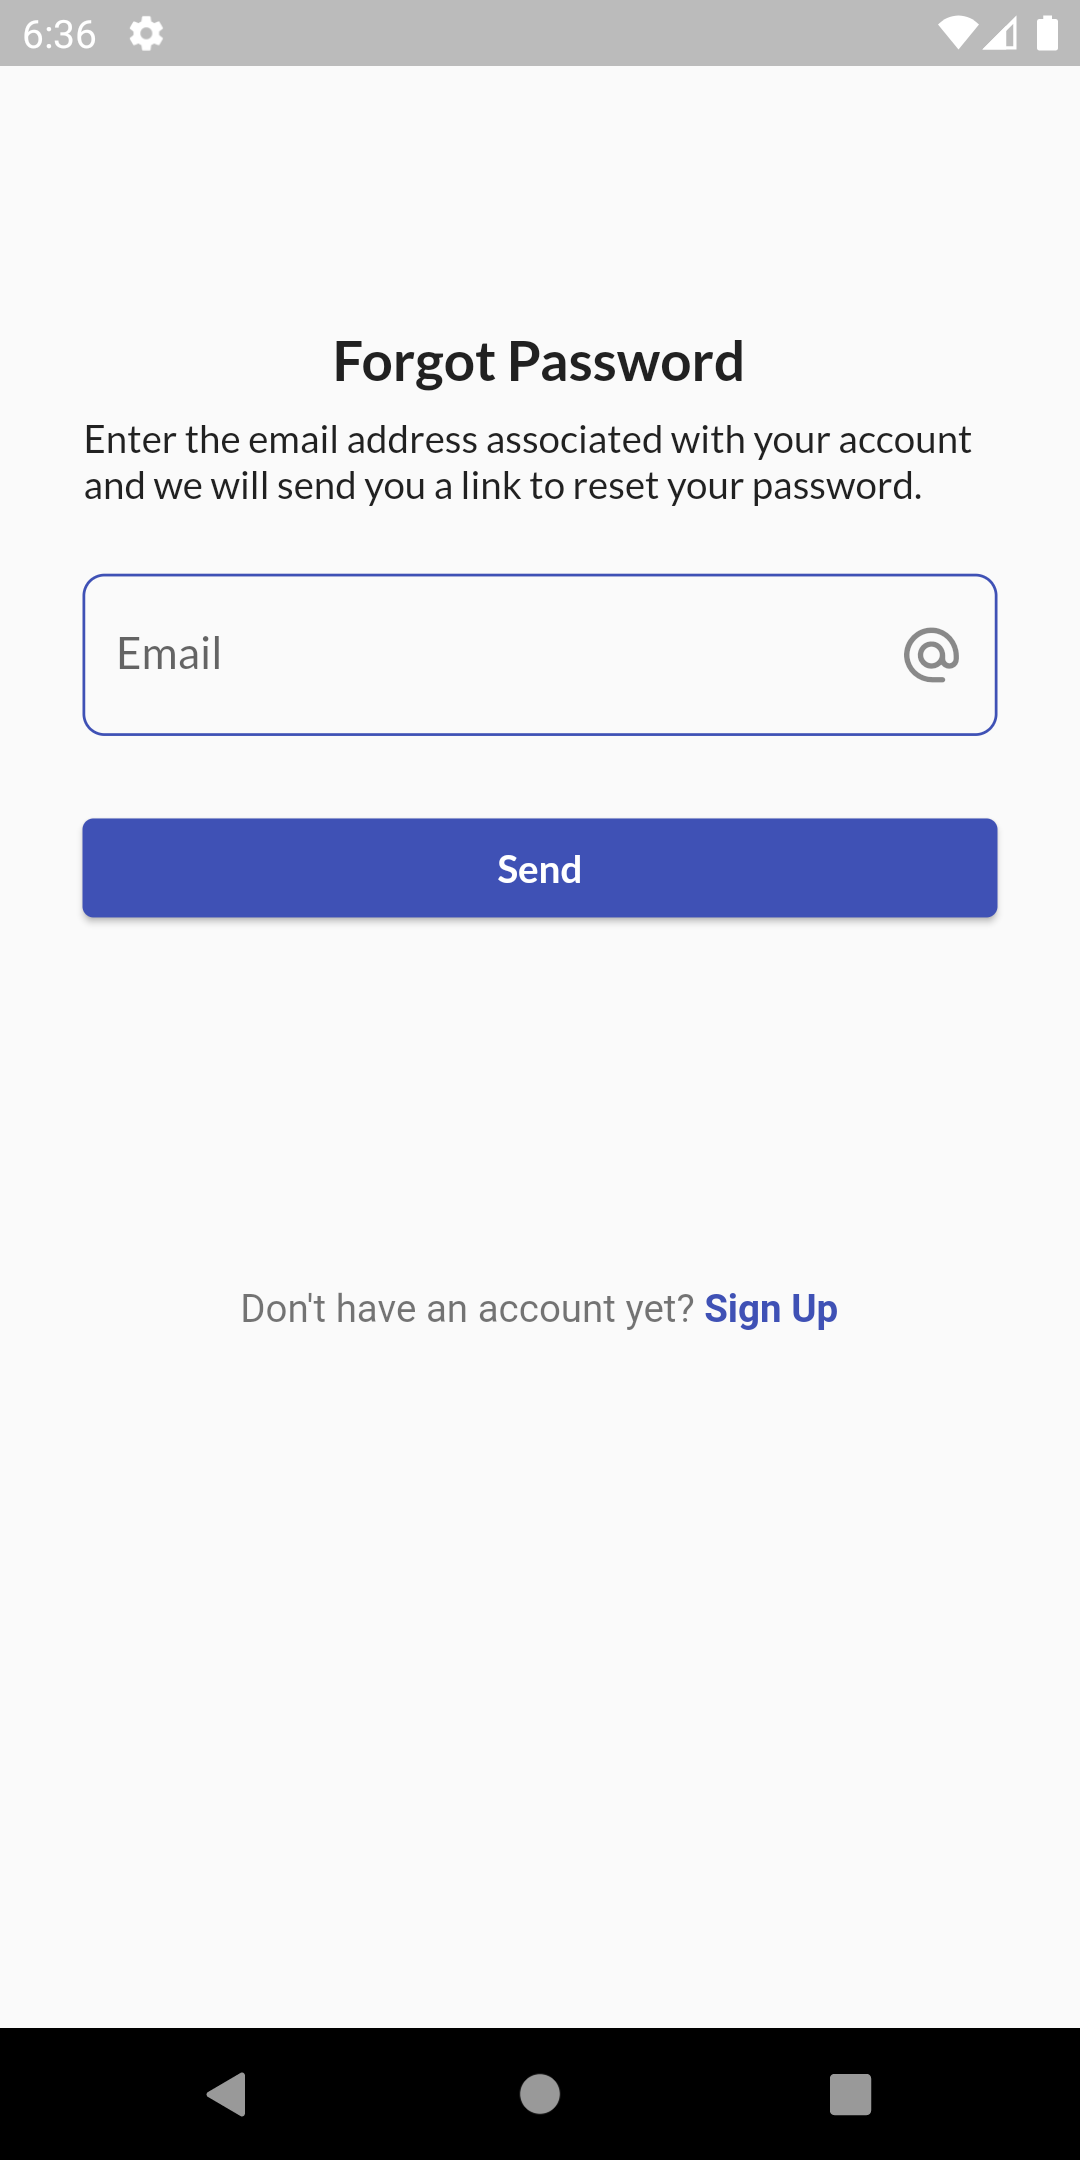 6:36
Forgot Password
Enter the email address associated with your account
and we will send you a link to reset your password.
Email
Send
Don't have an account yet? Sign Up